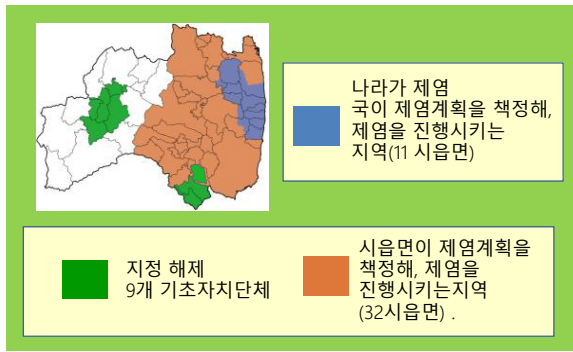 나라가 제염
국이 제염계획을 책정해,
제염을 진행시키는
지역(11 시읍면)
지정 해제
9개 기초자치단체
시읍면이 제염계획을
책정해, 제염을
진행시키는지역
(32시읍면) .